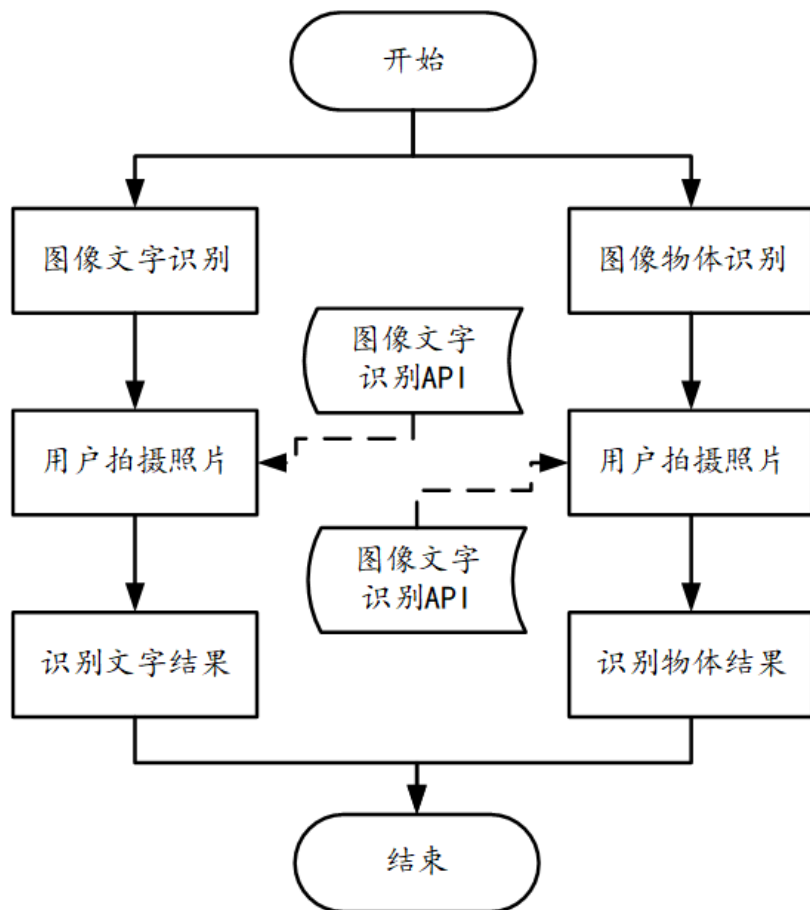 开始
图像文字识别
图像物体识别
图像文字
识别API
用户拍摄照片
用户拍摄照片
图像文字
识别API
识别文字结果
识别物体结果
结束